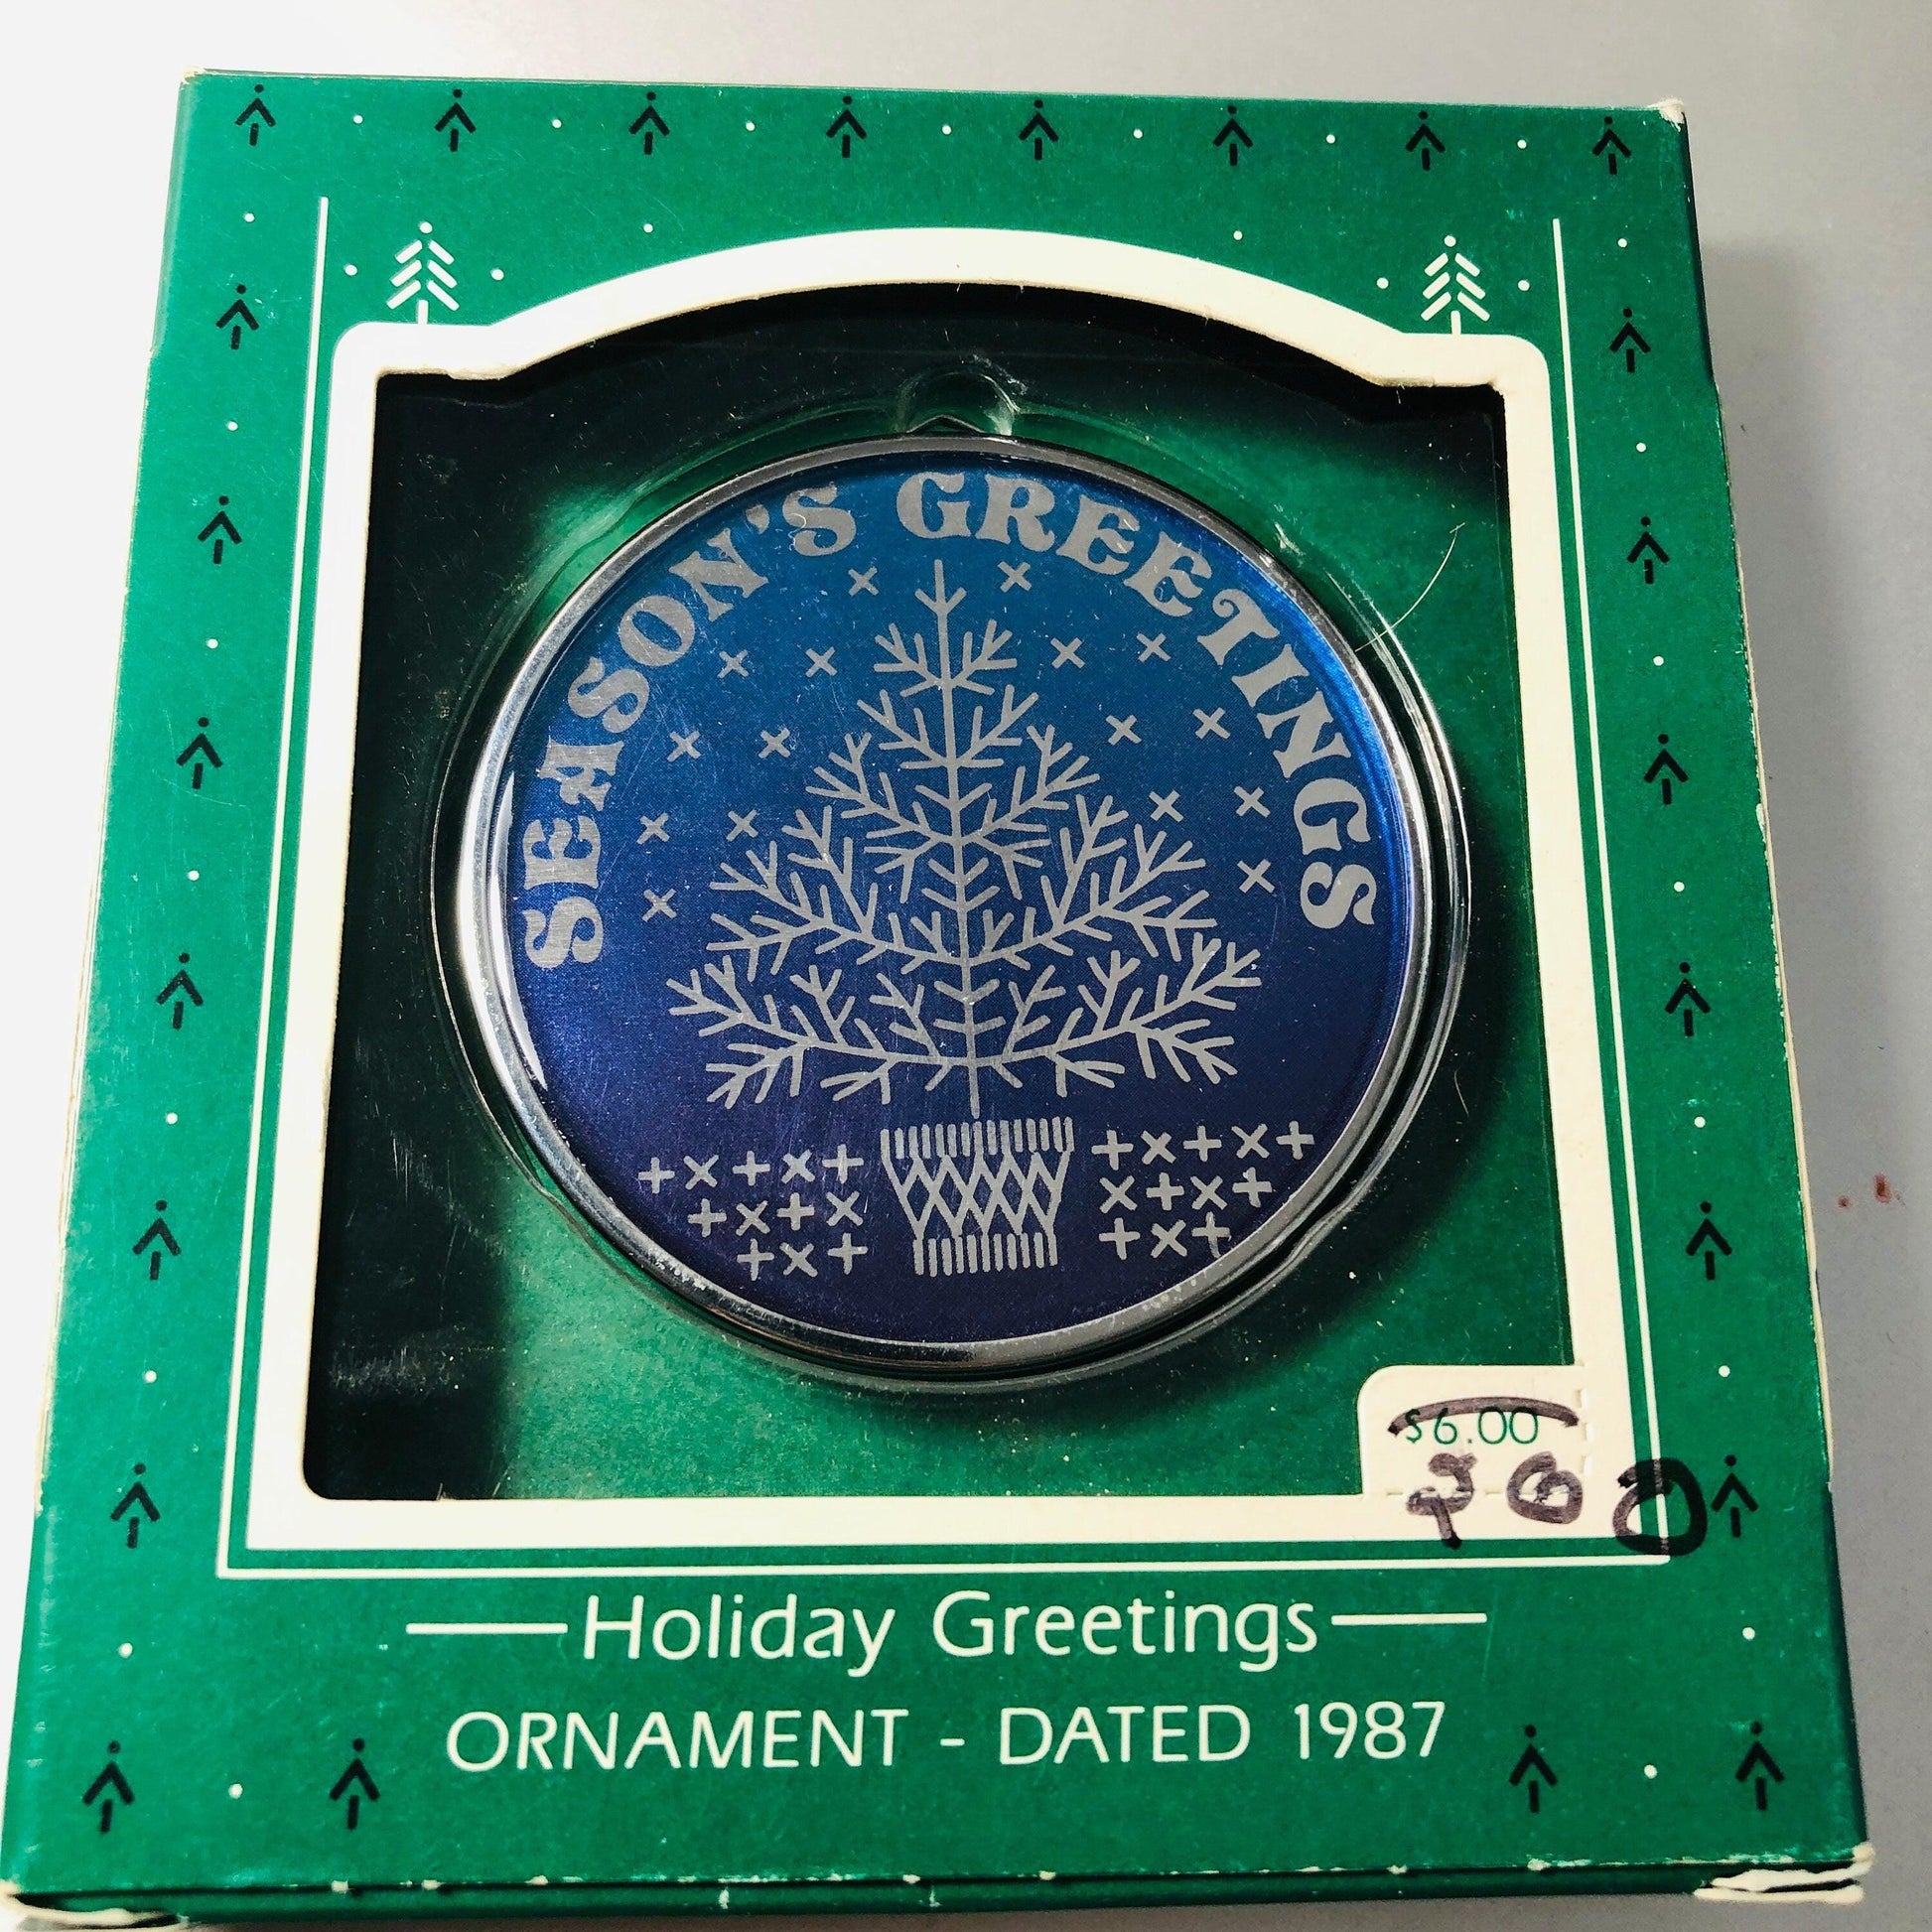 SEASON'S GREETINGS
$6.00
Holiday Greetings
ORNAMENT - DATED 1987